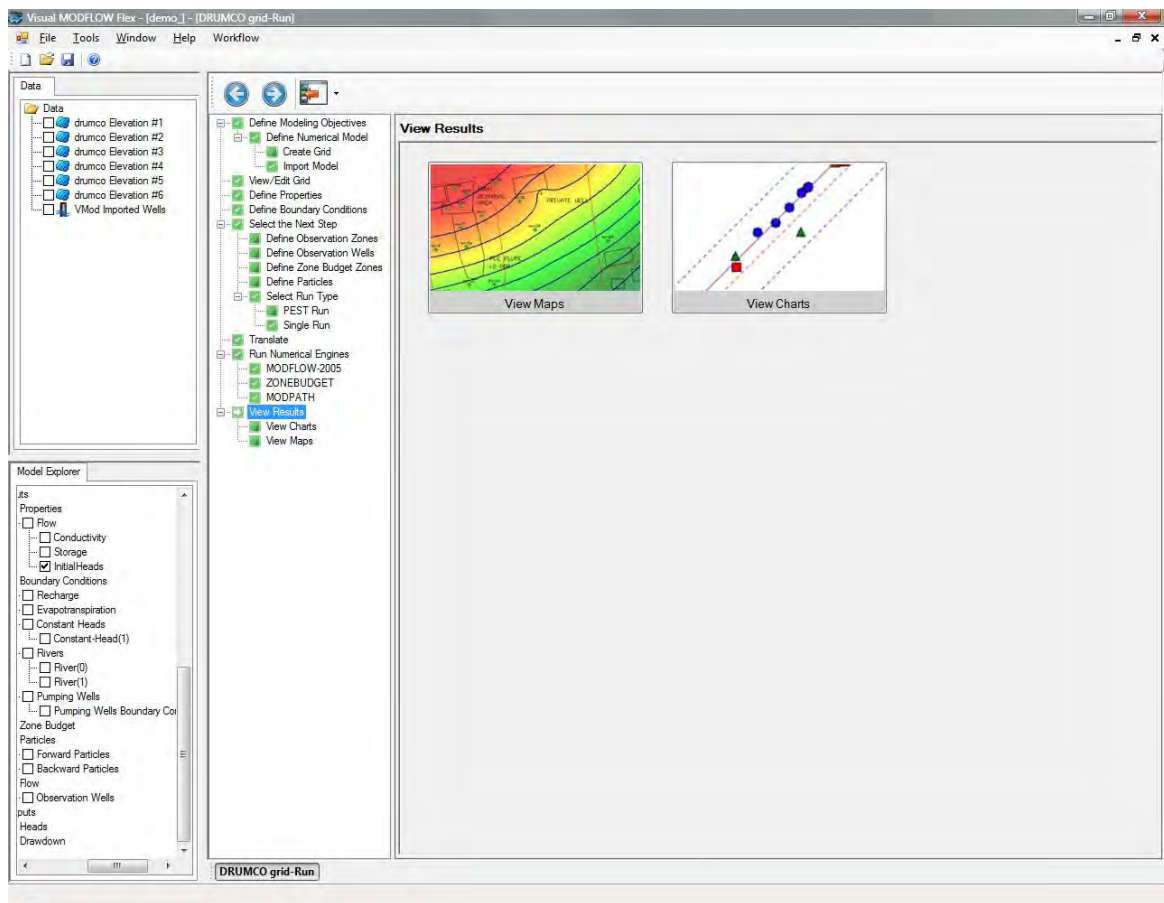 Visual MODFLOW Flex - [demo_] - [DRUMCO grid-Run]
File Tools Window Help Workflow
Data
Data
drumco Elevation #1
drumco Elevation #2
drumco Elevation #3
drumco Elevation #4
drumco Elevation #5
drumco Elevation #6
VMod Imported Wells
Model Explorer
uts
Properties
Flow
Conductivity
Storage
InitialHeads
Boundary Conditions
Recharge
Evapotranspiration
Constant Heads
Constant-Head(1)
Rivers
River(0)
River(1)
Pumping Wells
Pumping Wells Boundary Co
Zone Budget
Particles
Forward Particles
Backward Particles
Flow
Observation Wells
puts
Heads
Drawdown
Define Modeling Objectives
Define Numerical Model
Create Grid
Import Model
View/Edit Grid
Define Properties
Define Boundary Conditions
Select the Next Step
Define Observation Zones
Define Observation Wells
Define Zone Budget Zones
Define Particles
Select Run Type
PEST Run
Single Run
Translate
Run Numerical Engines
MODFLOW-2005
ZONEBUDGET
MODPATH
View Results
View Charts
View Maps
View Results
PRIVATE WELL
View Maps
View Charts
DRUMCO grid-Run